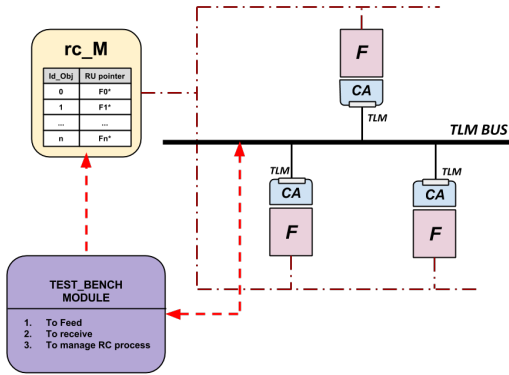 rc_M
Id_Obj RU pointer
0 F0*
1 F1*
... ...
n Fn*
F
CA
TLM
TLM BUS
TLM TLM
CA CA
F F
TEST_BENCH
MODULE
1. To Feed
2. To receive
3. To manage RC process